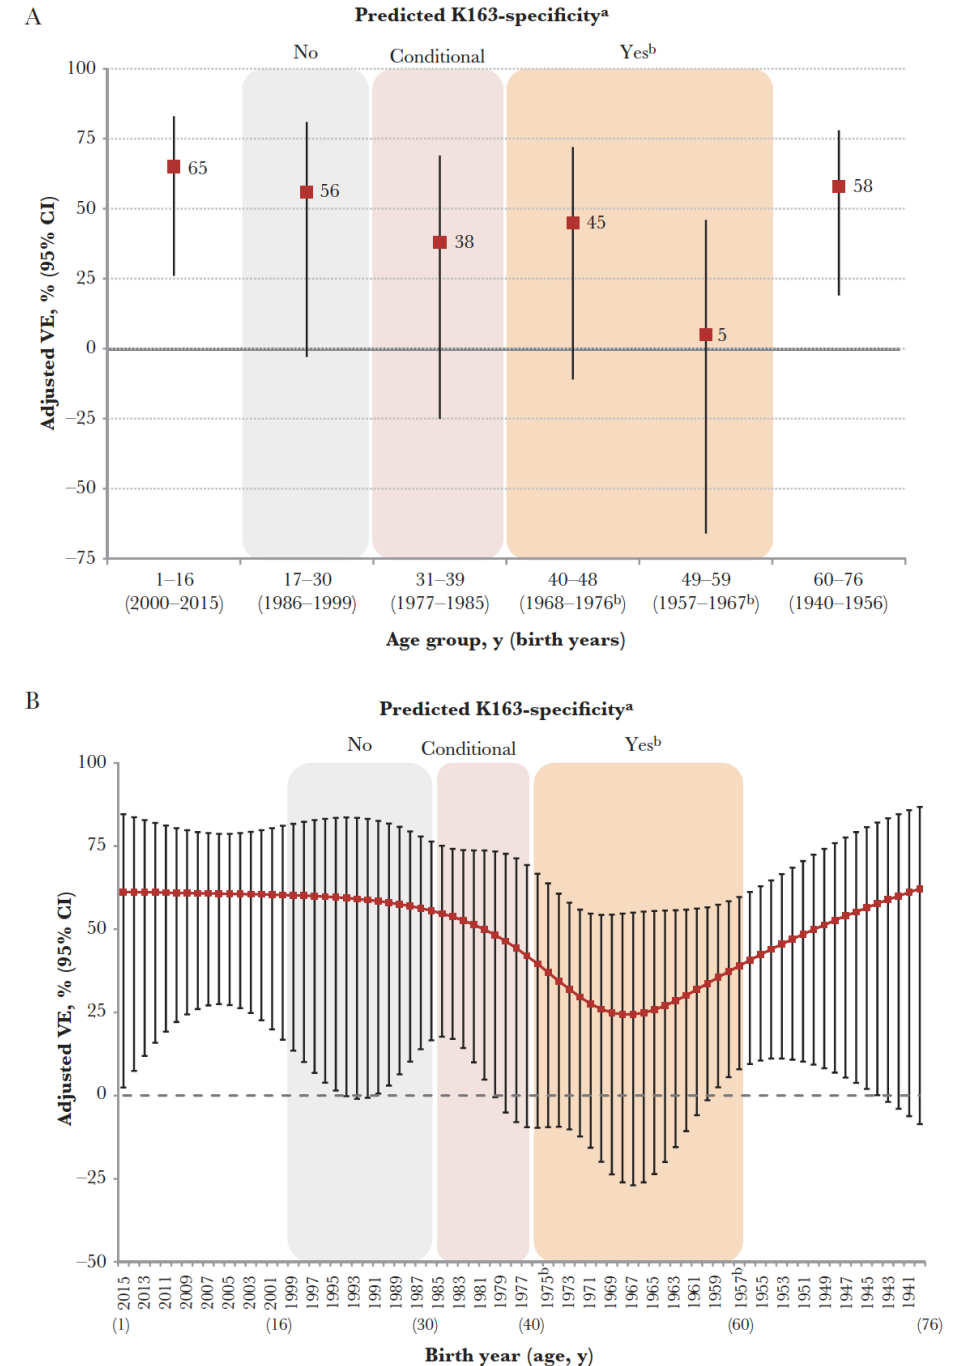 A
Predicted K163-specificityᵃ
No Conditional Yesᵇ
Adjusted VE, % (95% CI)
100
75
50
25
0
−25
−50
−75
65
56
38
45
5
58
1–16 17–30 31–39 40–48 49–59 60–76
(2000–2015) (1986–1999) (1977–1985) (1968–1976ᵇ) (1957–1967ᵇ) (1940–1956)
Age group, y (birth years)
B
Predicted K163-specificityᵃ
No Conditional Yesᵇ
Adjusted VE, % (95% CI)
100
75
50
25
0
−25
−50
2015 2013 2011 2009 2007 2005 2003 2001 1999 1997 1995 1993 1991 1989 1987 1985 1983 1981 1979 1977 1975ᵇ 1973 1971 1969 1967 1965 1963 1961 1959 1957ᵇ 1955 1953 1951 1949 1947 1945 1943 1941
(1) (16) (30) (40) (60) (76)
Birth year (age, y)